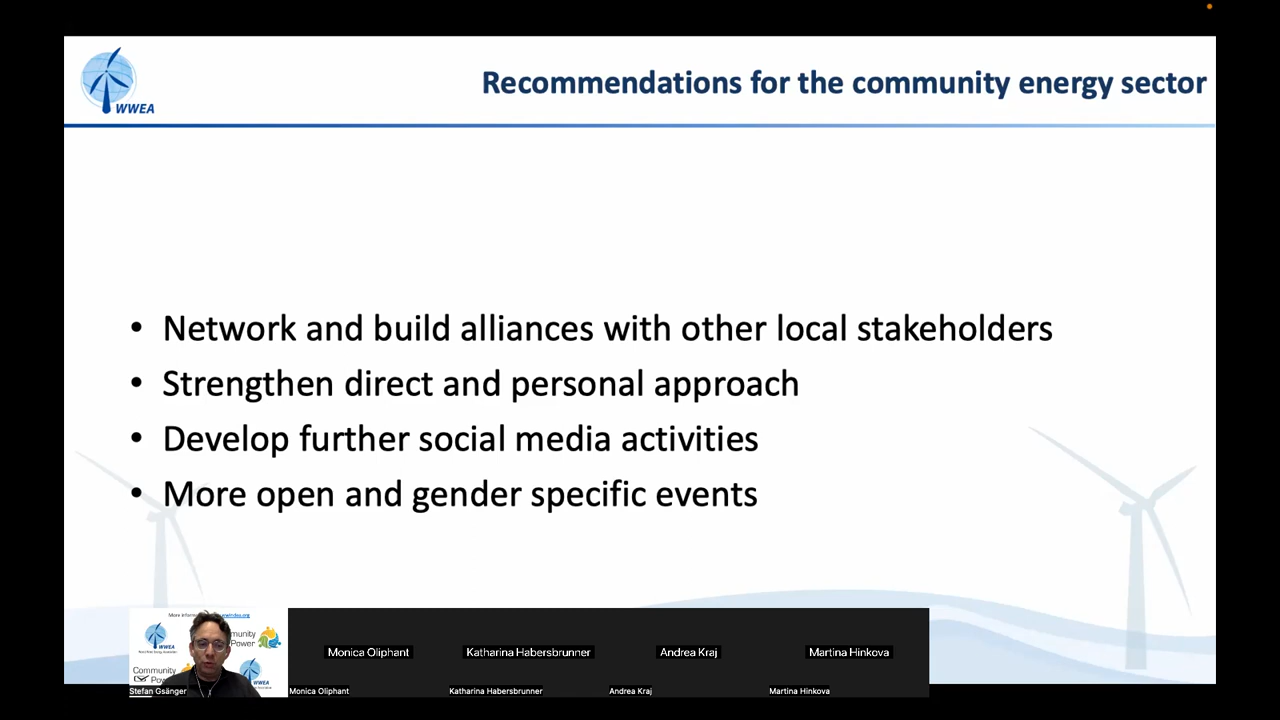 WWEA
Recommendations for the community energy sector
• Network and build alliances with other local stakeholders
• Strengthen direct and personal approach
• Develop further social media activities
• More open and gender specific events
WWEA
Community
Stefan Gsänger
Monica Oliphant
Monica Oliphant
Katharina Habersbrunner
Katharina Habersbrunner
Andrea Kraj
Andrea Kraj
Martina Hinkova
Martina Hinkova